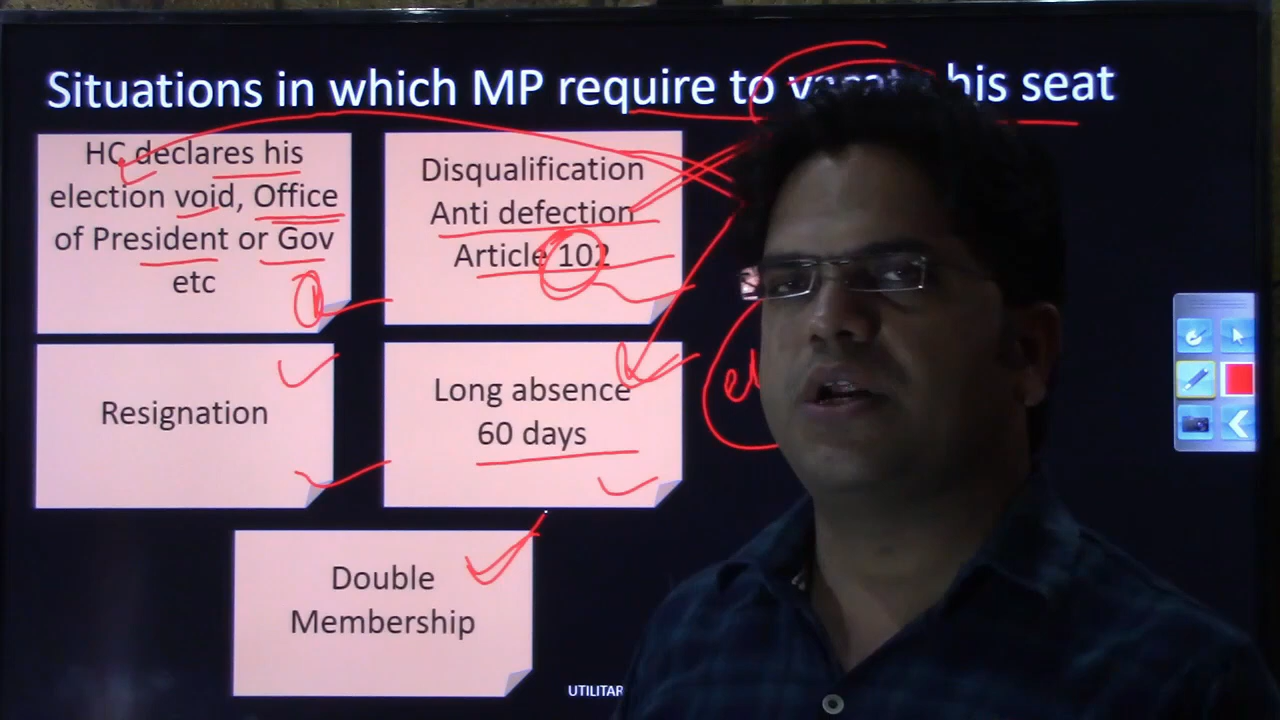 Situations in which MP require to his seat
HC declares his
election void, Office
of President or Gov
etc
Disqualification
Anti defection
Article 102
Resignation
Long absence
60 days
Double
Membership